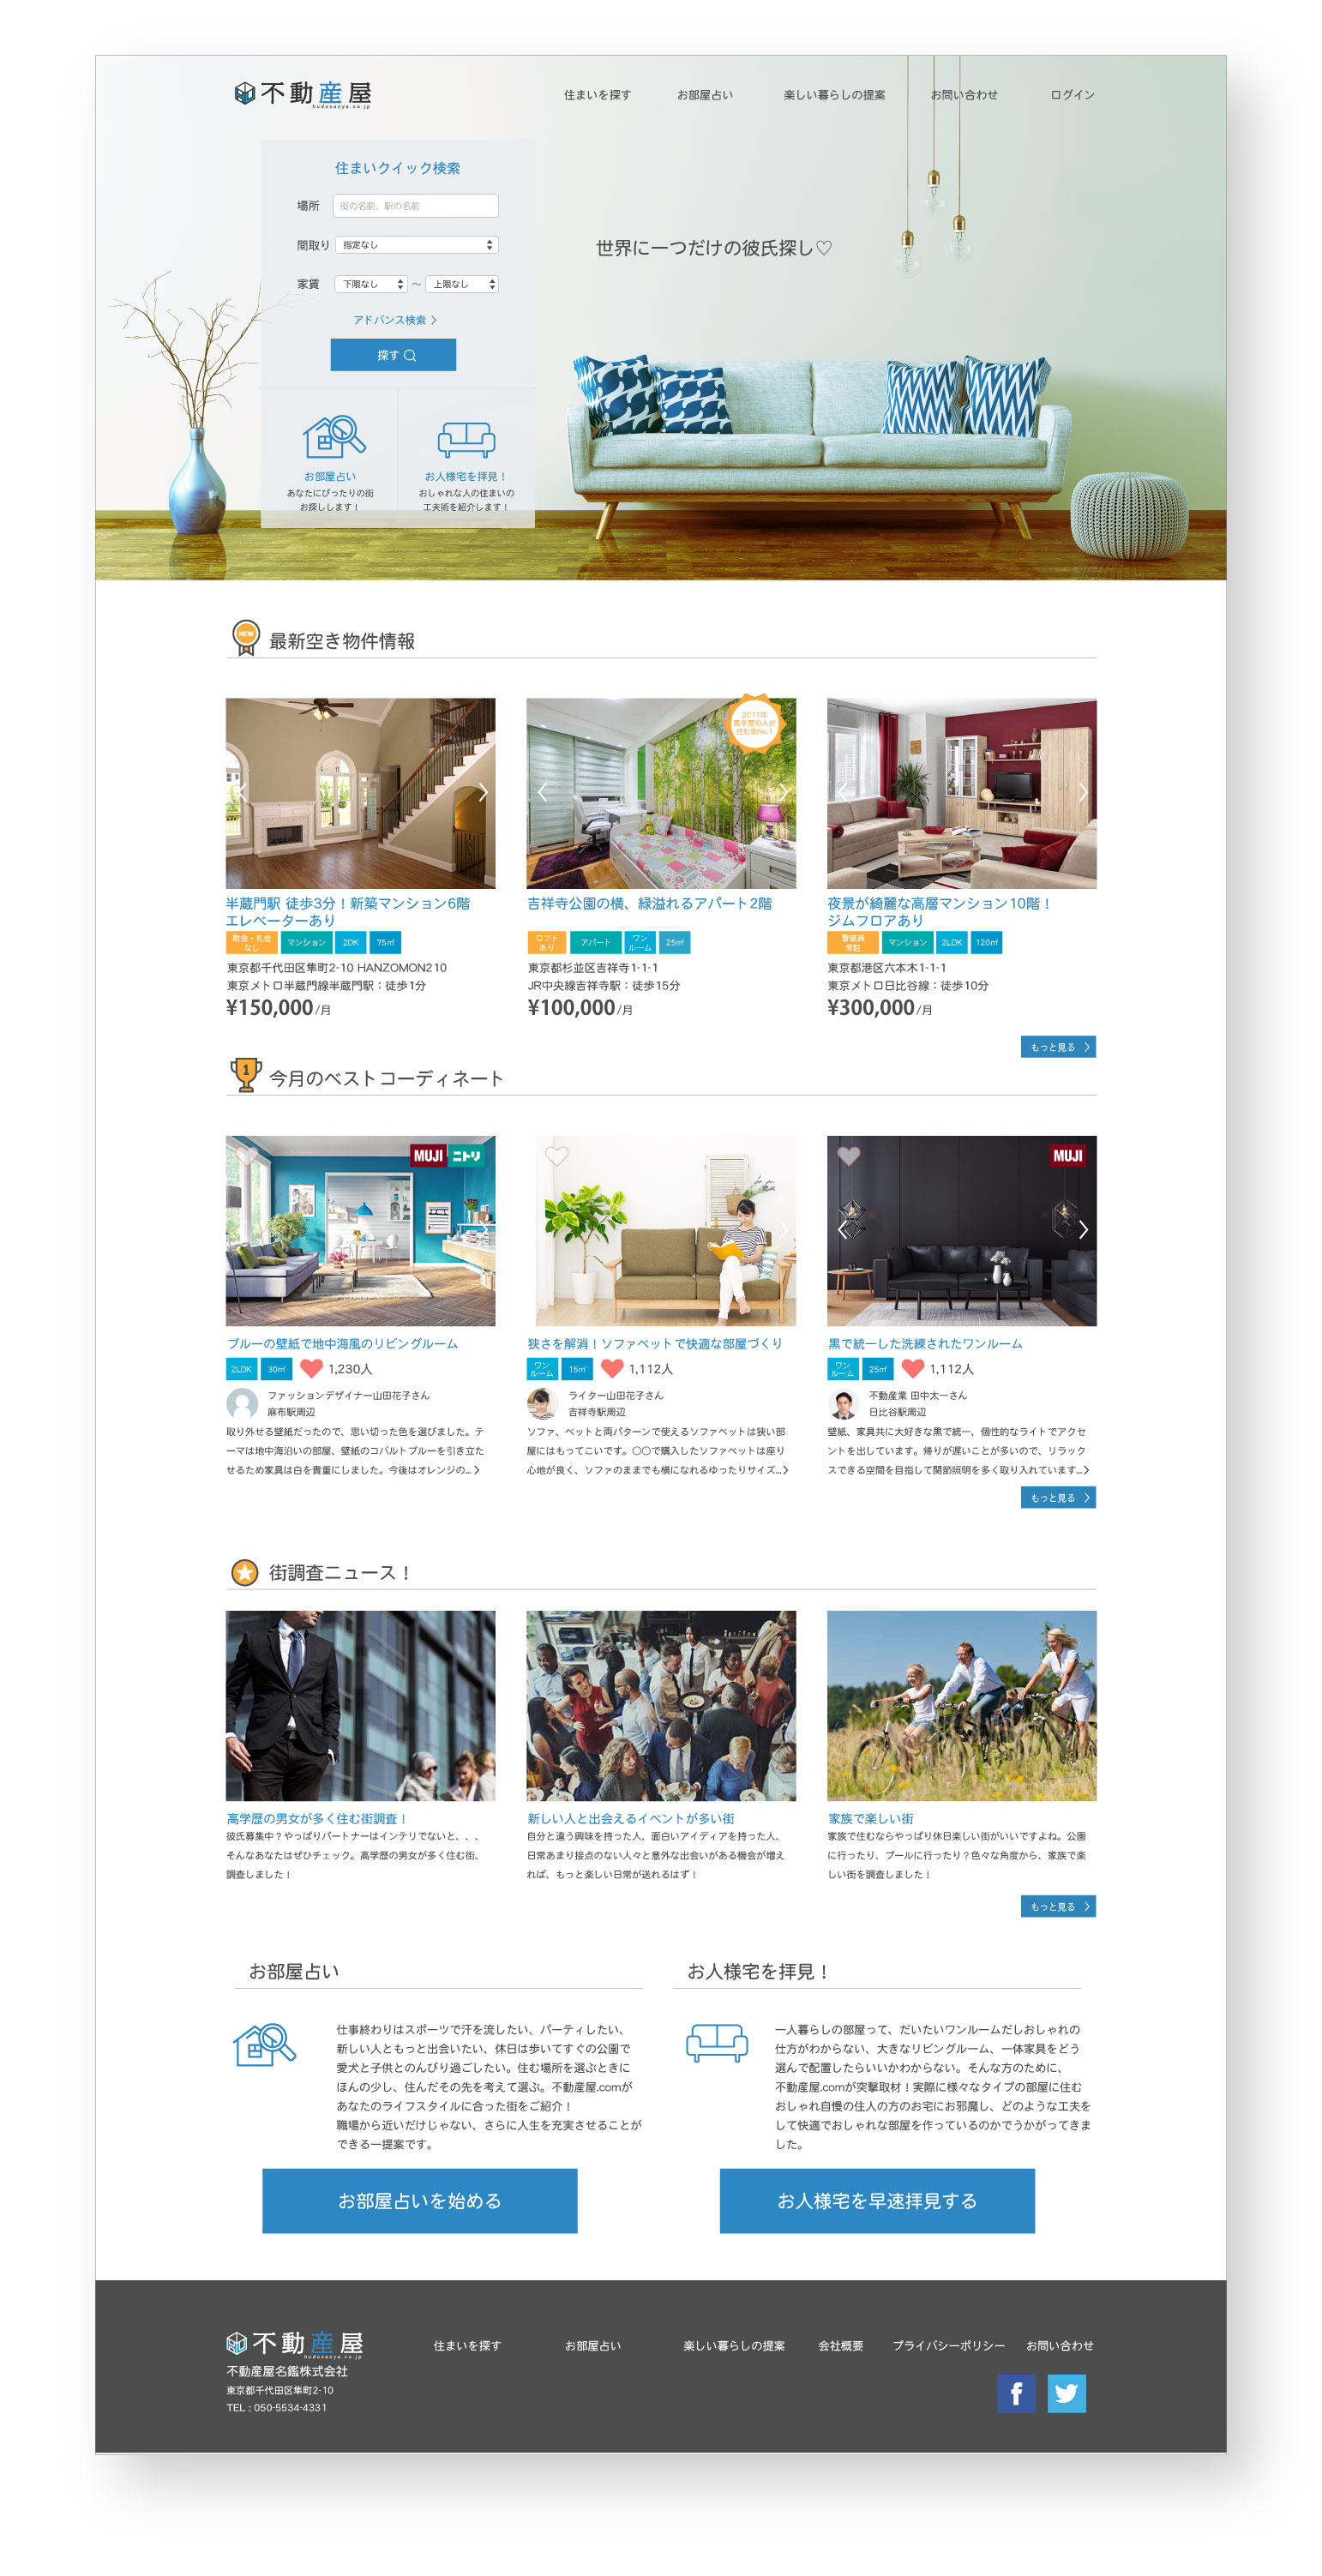 不動産屋
hudosanya.co.jp
住まいを探す
お部屋占い
楽しい暮らしの提案
お問い合わせ
ログイン
住まいクイック検索
場所 街の名前、駅の名前
間取り 指定なし
家賃 下限なし ～ 上限なし
アドバンス検索
探す
世界に一つだけの彼氏探し♡
お部屋占い
あなたにぴったりの街
お探しします！
お人様宅を拝見！
おしゃれな人の住まいの
工夫術を紹介します！
NEW
最新空き物件情報
半蔵門駅 徒歩3分！新築マンション6階
エレベーターあり
敷金・礼金
なし
マンション
2DK
75㎡
東京都千代田区隼町2-10 HANZOMON210
東京メトロ半蔵門線半蔵門駅：徒歩1分
¥150,000/月
2017年
高学歴の人が
住む街No.1
吉祥寺公園の横、緑溢れるアパート2階
ロフト
あり
アパート
ワン
ルーム
25㎡
東京都杉並区吉祥寺1-1-1
JR中央線吉祥寺駅：徒歩15分
¥100,000/月
夜景が綺麗な高層マンション10階！
ジムフロアあり
警備員
常駐
マンション
2LDK
120㎡
東京都港区六本木1-1-1
東京メトロ日比谷線：徒歩10分
¥300,000/月
もっと見る
1
今月のベストコーディネート
MUJI
ニトリ
ブルーの壁紙で地中海風のリビングルーム
2LDK
30㎡
1,230人
ファッションデザイナー山田花子さん
麻布駅周辺
取り外せる壁紙だったので、思い切った色を選びました。テ
ーマは地中海沿いの部屋、壁紙のコバルトブルーを引き立た
せるため家具は白を貴重にしました。今後はオレンジの...
狭さを解消！ソファベットで快適な部屋づくり
ワン
ルーム
15㎡
1,112人
ライター山田花子さん
吉祥寺駅周辺
ソファ、ベットと両パターンで使えるソファベットは狭い部
屋にはもってこいです。〇〇で購入したソファベットは座り
心地が良く、ソファのままでも横になれるゆったりサイズ...
MUJI
黒で統一した洗練されたワンルーム
ワン
ルーム
25㎡
1,112人
不動産業 田中太一さん
日比谷駅周辺
壁紙、家具共に大好きな黒で統一、個性的なライトでアクセ
ントを出しています。帰りが遅いことが多いので、リラック
スできる空間を目指して関節照明を多く取り入れています...
もっと見る
街調査ニュース！
高学歴の男女が多く住む街調査！
彼氏募集中？やっぱりパートナーはインテリでないと、、、
そんなあなたはぜひチェック。高学歴の男女が多く住む街、
調査しました！
新しい人と出会えるイベントが多い街
自分と違う興味を持った人、面白いアイディアを持った人、
日常あまり接点のない人々と意外な出会いがある機会が増え
れば、もっと楽しい日常が送れるはず！
家族で楽しい街
家族で住むならやっぱり休日楽しい街がいいですよね。公園
に行ったり、プールに行ったり？色々な角度から、家族で楽
しい街を調査しました！
もっと見る
お部屋占い
仕事終わりはスポーツで汗を流したい、パーティしたい、
新しい人ともっと出会いたい、休日は歩いてすぐの公園で
愛犬と子供とのんびり過ごしたい。住む場所を選ぶときに
ほんの少し、住んだその先を考えて選ぶ。不動産屋.comが
あなたのライフスタイルに合った街をご紹介！
職場から近いだけじゃない、さらに人生を充実させることが
できる一提案です。
お部屋占いを始める
お人様宅を拝見！
一人暮らしの部屋って、だいたいワンルームだしおしゃれの
仕方がわからない、大きなリビングルーム、一体家具をどう
選んで配置したらいいかわからない。そんな方のために、
不動産屋.comが突撃取材！実際に様々なタイプの部屋に住む
おしゃれ自慢の住人の方のお宅にお邪魔し、どのような工夫を
して快適でおしゃれな部屋を作っているのかでうかがってきま
した。
お人様宅を早速拝見する
不動産屋
hudosanya.co.jp
不動産屋名鑑株式会社
東京都千代田区隼町2-10
TEL : 050-5534-4331
住まいを探す
お部屋占い
楽しい暮らしの提案
会社概要
プライバシーポリシー
お問い合わせ
f